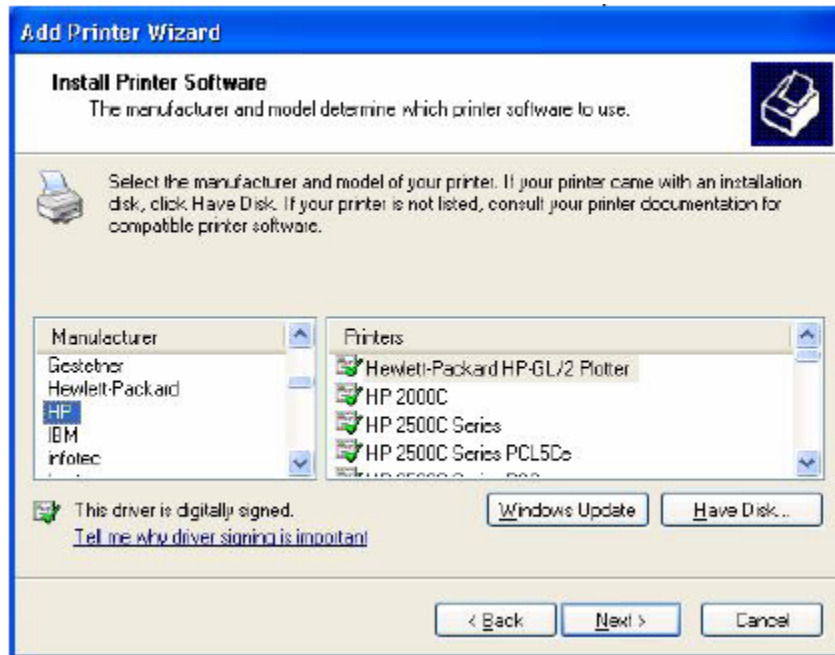 Add Printer Wizard
Install Printer Software
The manufacturer and model determine which printer software to use.
Select the manufacturer and model of your printer. If your printer came with an installation
disk, click Have Disk. If your printer is not listed, consult your printer documentation for
compatible printer software.
Manufacturer
Gestetner
Hewlett-Packard
HP
IBM
infotec
Printers
Hewlett-Packard HP-GL/2 Plotter
HP 2000C
HP 2500C Series
HP 2500C Series PCL5Ce
This driver is digitally signed.
Tell me why driver signing is important
Windows Update
Have Disk...
< Back
Next >
Cancel